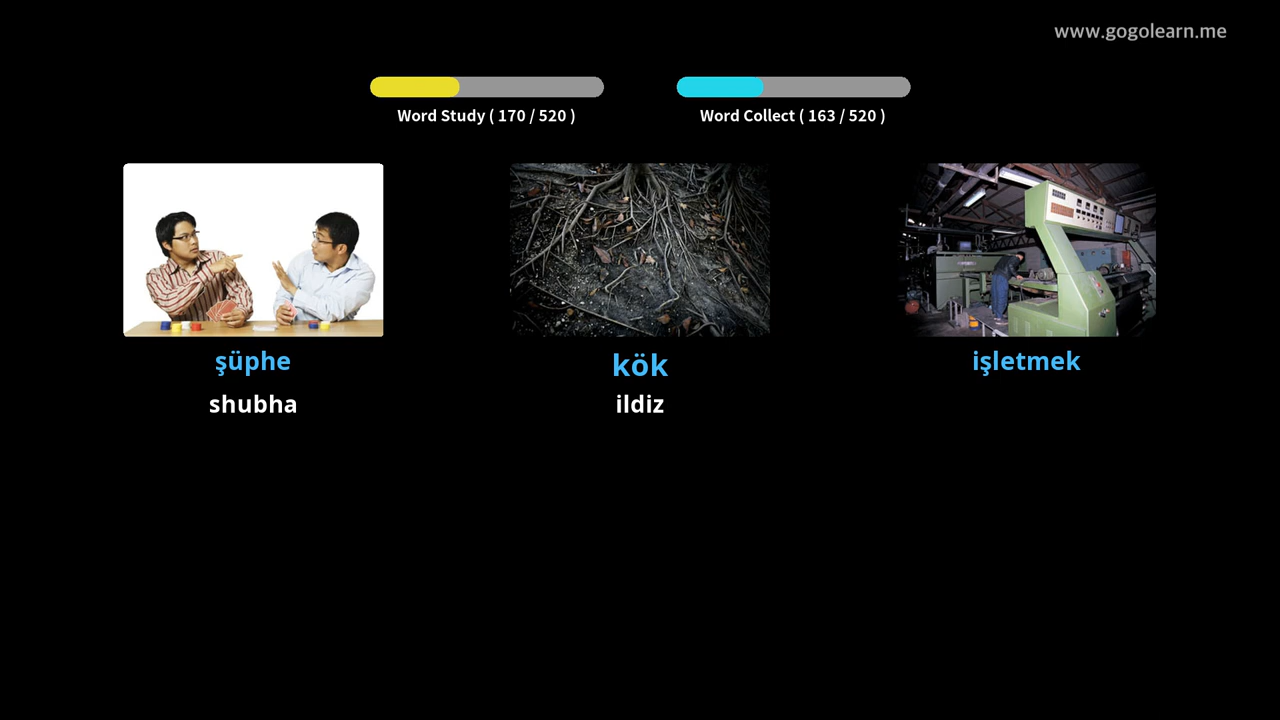 www.gogolearn.me
Word Study ( 170 / 520 )
Word Collect ( 163 / 520 )
şüphe
kök
işletmek
shubha
ildiz